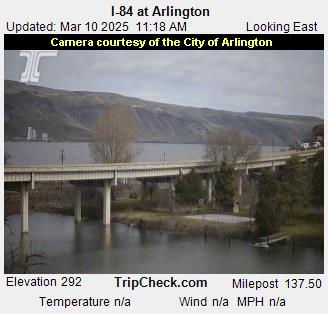 I-84 at Arlington
Updated: Mar 10 2025 11:18 AM Looking East
Camera courtesy of the City of Arlington
Elevation 292 TripCheck.com Milepost 137.50
Temperature n/a Wind n/a MPH n/a